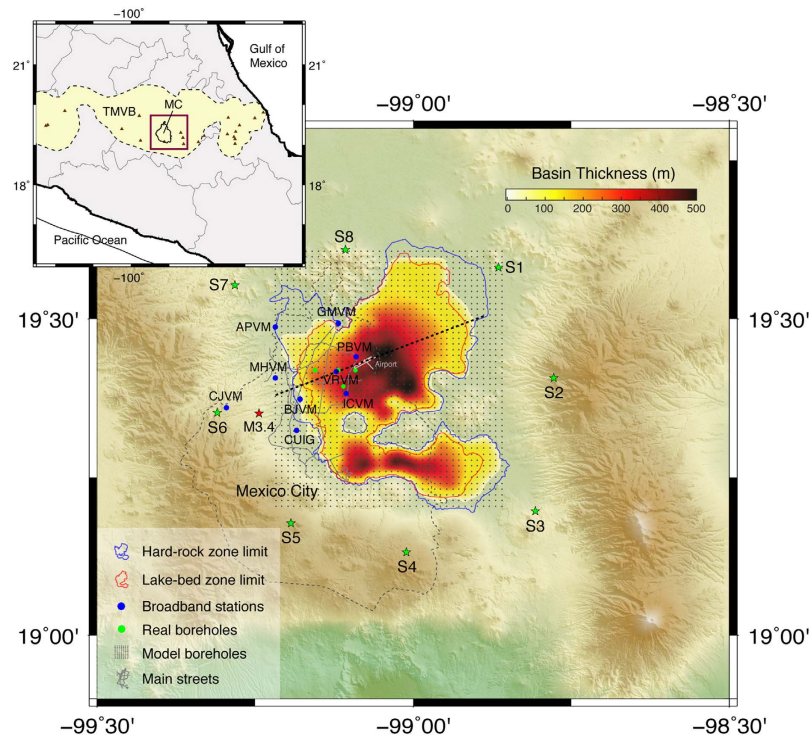 −100°
Gulf of
Mexico
21°
21°
TMVB
MC
18°
18°
Pacific Ocean
−100°
−99°00'
−98°30'
Basin Thickness (m)
0 100 200 300 400 500
S8
S1
S7
19°30'
19°30'
GMVM
APVM
PBVM
Airport
MHVM
VRVM
S2
CJVM
ICVM
BJVM
S6
M3.4
CUIG
Mexico City
S3
S5
S4
Hard-rock zone limit
Lake-bed zone limit
Broadband stations
Real boreholes
Model boreholes
Main streets
19°00'
19°00'
−99°30'
−99°00'
−98°30'